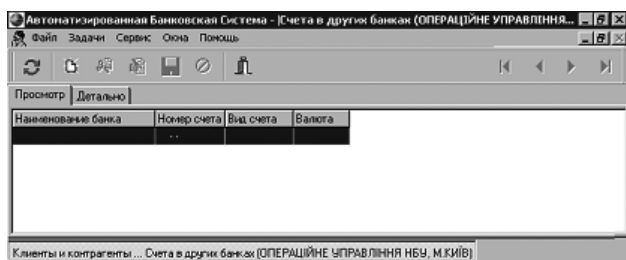 Автоматизированная Банковская Система - [Счета в других банках (ОПЕРАЦІЙНЕ УПРАВЛІННЯ...
Файл Задачи Сервис Окна Помощь
Просмотр Детально
Наименование банка Номер счета Вид счета Валюта
. .
Клиенты и контрагенты ... Счета в других банках (ОПЕРАЦІЙНЕ УПРАВЛІННЯ НБУ, М.КИЇВ)